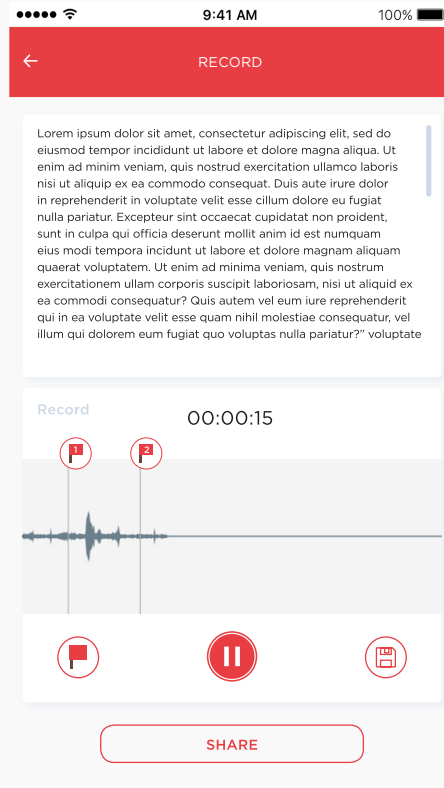 9:41 AM
100%
RECORD
Lorem ipsum dolor sit amet, consectetur adipiscing elit, sed do
eiusmod tempor incididunt ut labore et dolore magna aliqua. Ut
enim ad minim veniam, quis nostrud exercitation ullamco laboris
nisi ut aliquip ex ea commodo consequat. Duis aute irure dolor
in reprehenderit in voluptate velit esse cillum dolore eu fugiat
nulla pariatur. Excepteur sint occaecat cupidatat non proident,
sunt in culpa qui officia deserunt mollit anim id est numquam
eius modi tempora incidunt ut labore et dolore magnam aliquam
quaerat voluptatem. Ut enim ad minima veniam, quis nostrum
exercitationem ullam corporis suscipit laboriosam, nisi ut aliquid ex
ea commodi consequatur? Quis autem vel eum iure reprehenderit
qui in ea voluptate velit esse quam nihil molestiae consequatur, vel
illum qui dolorem eum fugiat quo voluptas nulla pariatur?” voluptate
Record
00:00:15
1
2
SHARE